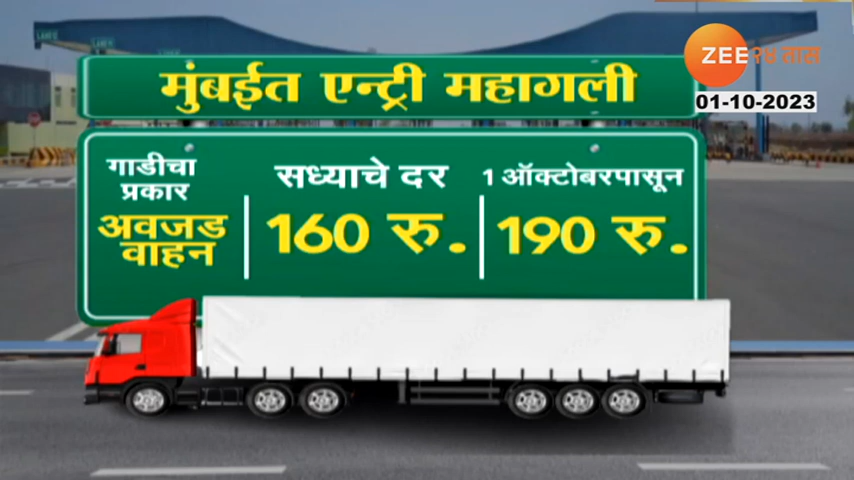 ZEE २४ तास
01-10-2023
मुंबईत एन्ट्री महागली
गाडीचा प्रकार
सध्याचे दर
1 ऑक्टोबरपासून
अवजड वाहन
160 रु.
190 रु.